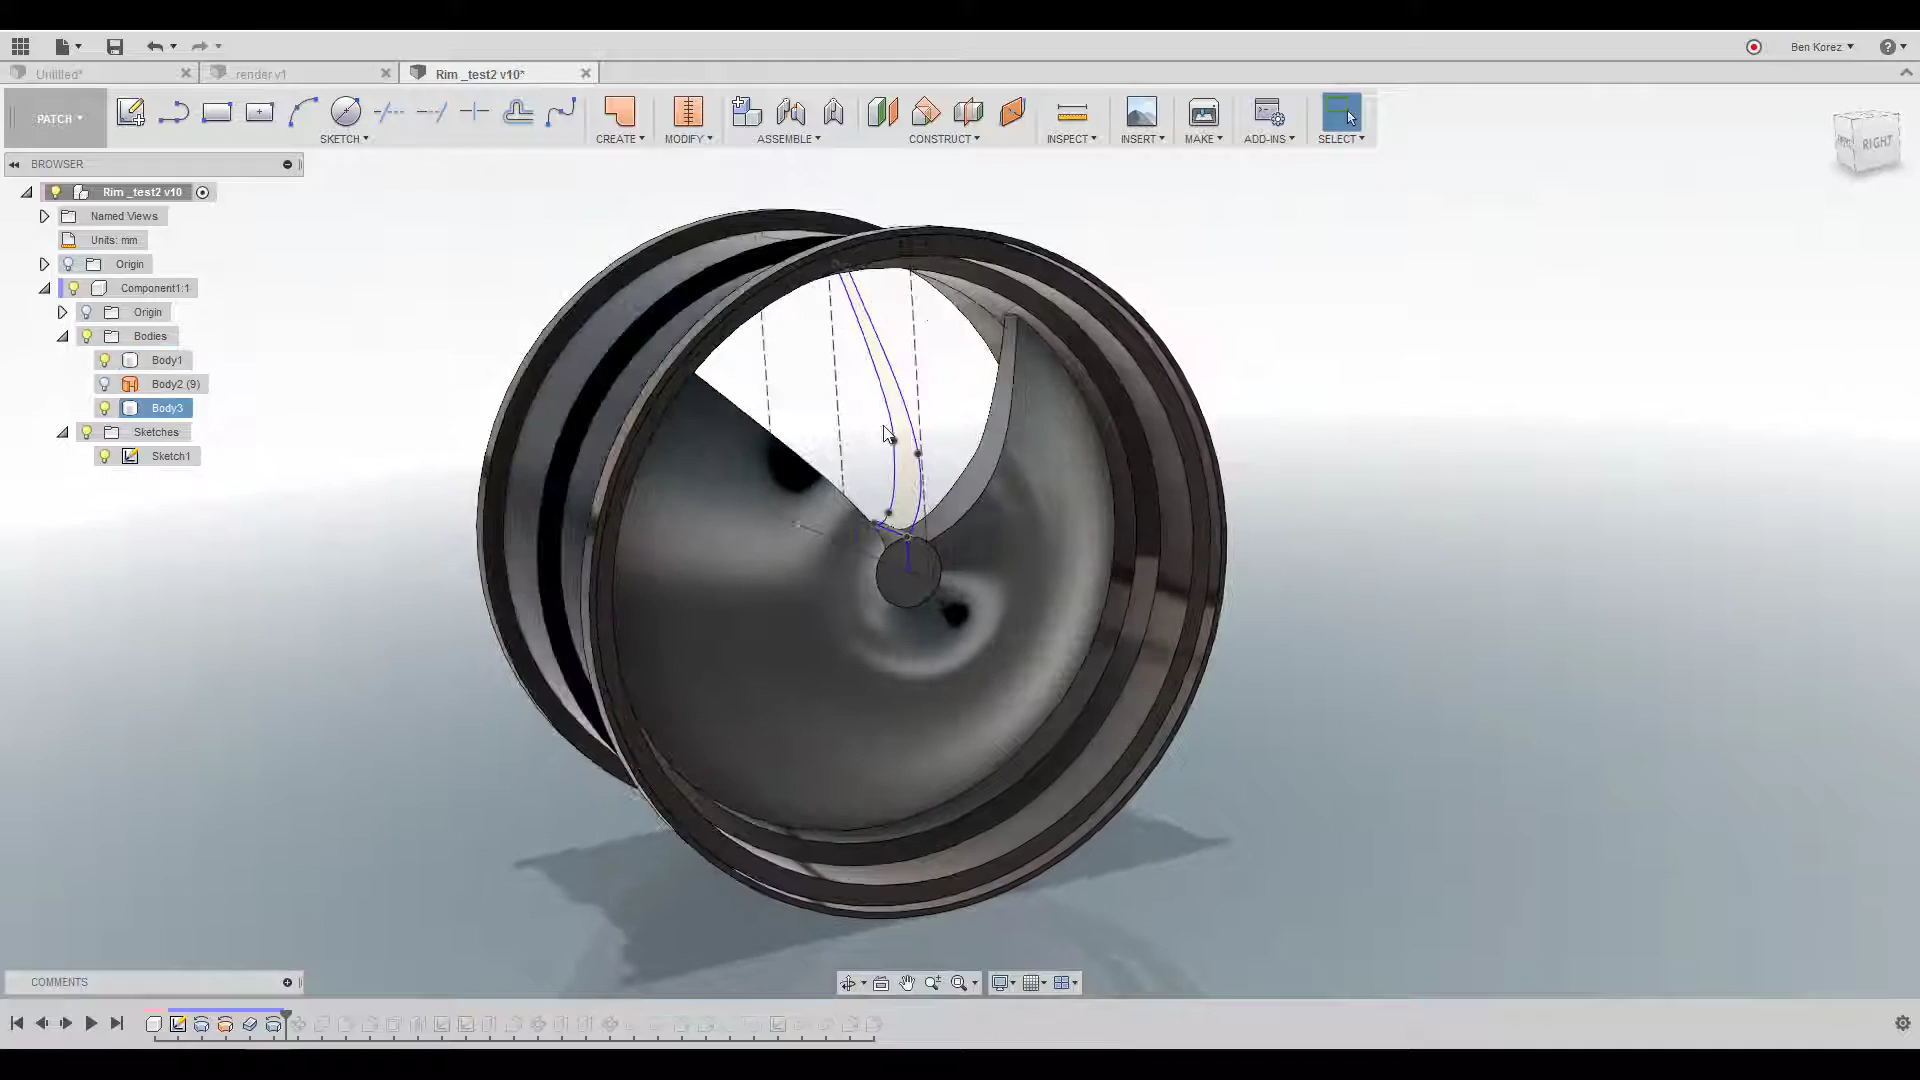 Ben Korez
Untitled*
render v1
Rim _test2 v10*
PATCH
SKETCH
CREATE
MODIFY
ASSEMBLE
CONSTRUCT
INSPECT
INSERT
MAKE
ADD-INS
SELECT
RIGHT
BROWSER
Rim _test2 v10
Named Views
Units: mm
Origin
Component1:1
Origin
Bodies
Body1
Body2 (9)
Body3
Sketches
Sketch1
COMMENTS